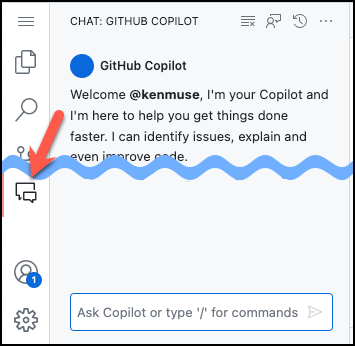 CHAT: GITHUB COPILOT
GitHub Copilot
Welcome @kenmuse, I'm your Copilot and
I'm here to help you get things done
faster. I can identify issues, explain and
even improve code.
1
Ask Copilot or type '/' for commands